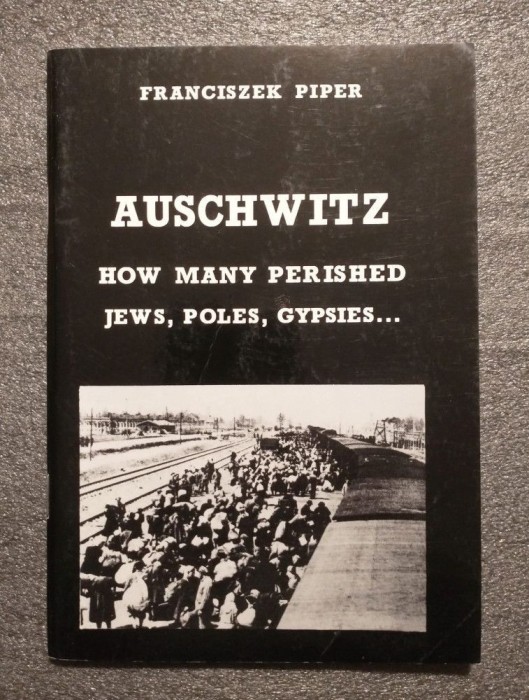 FRANCISZEK PIPER
AUSCHWITZ
HOW MANY PERISHED
JEWS, POLES, GYPSIES...